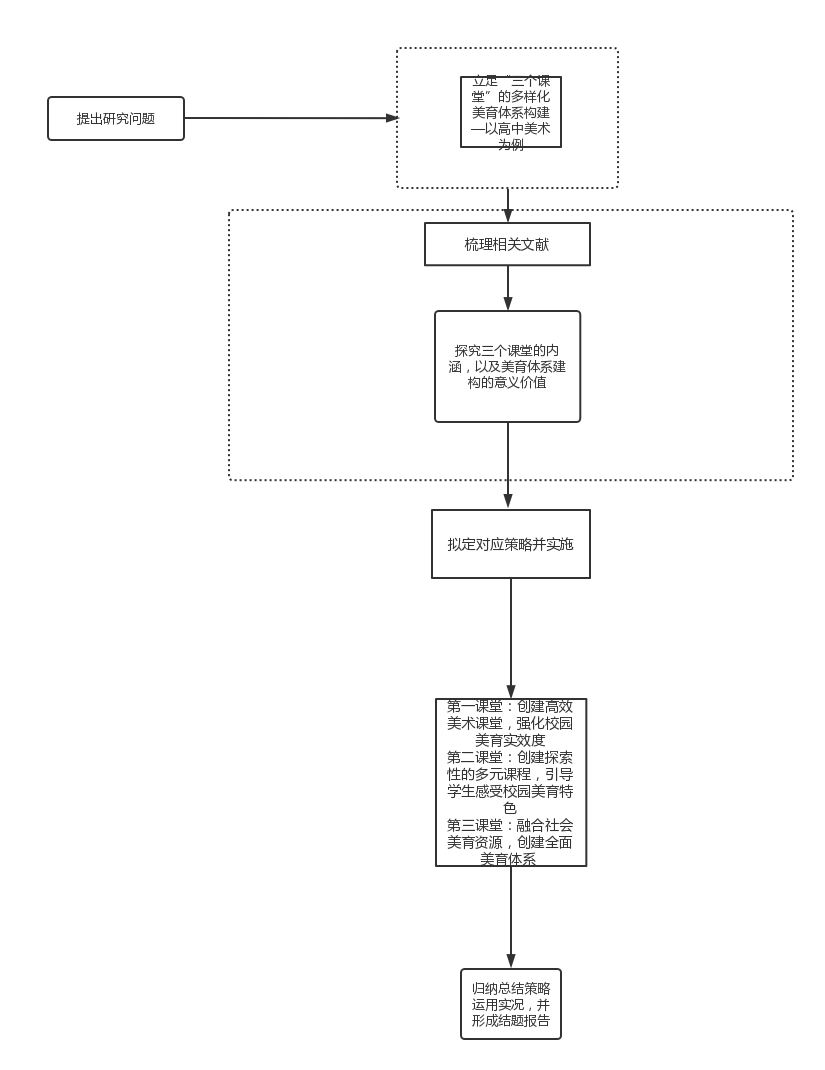 提出研究问题
立足“三个课
堂”的多样化
美育体系构建
—以高中美术
为例
梳理相关文献
探究三个课堂的内
涵，以及美育体系建
构的意义价值
拟定对应策略并实施
第一课堂：创建高效
美术课堂，强化校园
美育实效度
第二课堂：创建探索
性的多元课程，引导
学生感受校园美育特
色
第三课堂：融合社会
美育资源，创建全面
美育体系
归纳总结策略
运用实况，并
形成结题报告